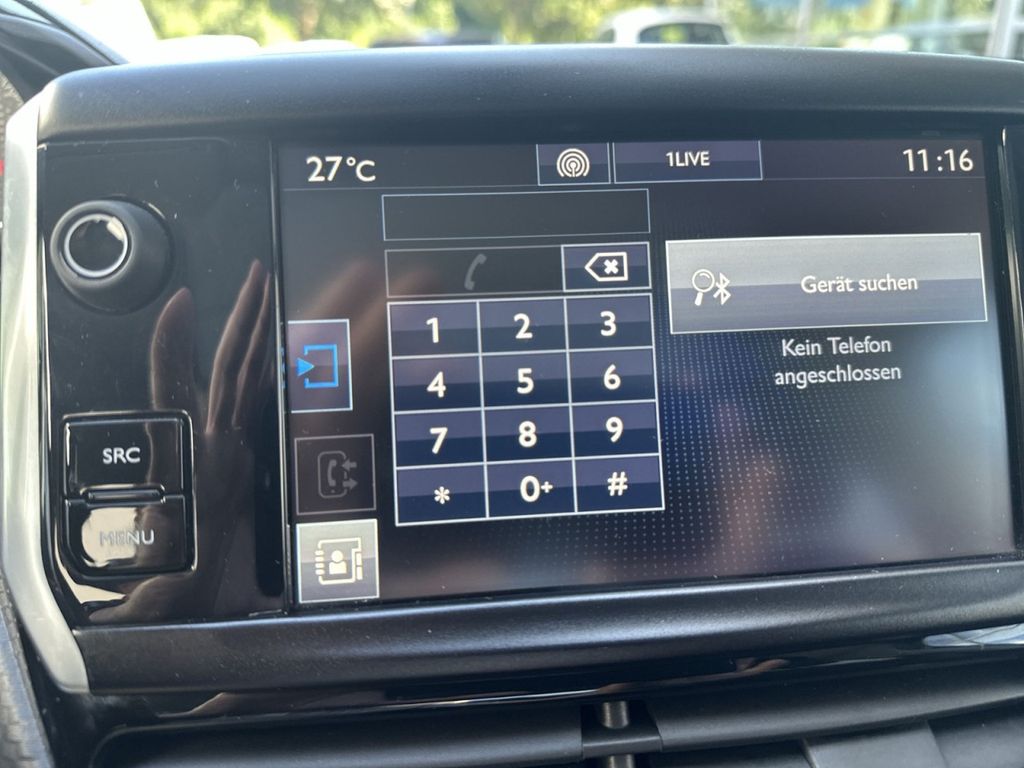 27°C
1LIVE
11:16
Gerät suchen
Kein Telefon
angeschlossen
1 2 3
4 5 6
7 8 9
* 0+ #
SRC
MENU